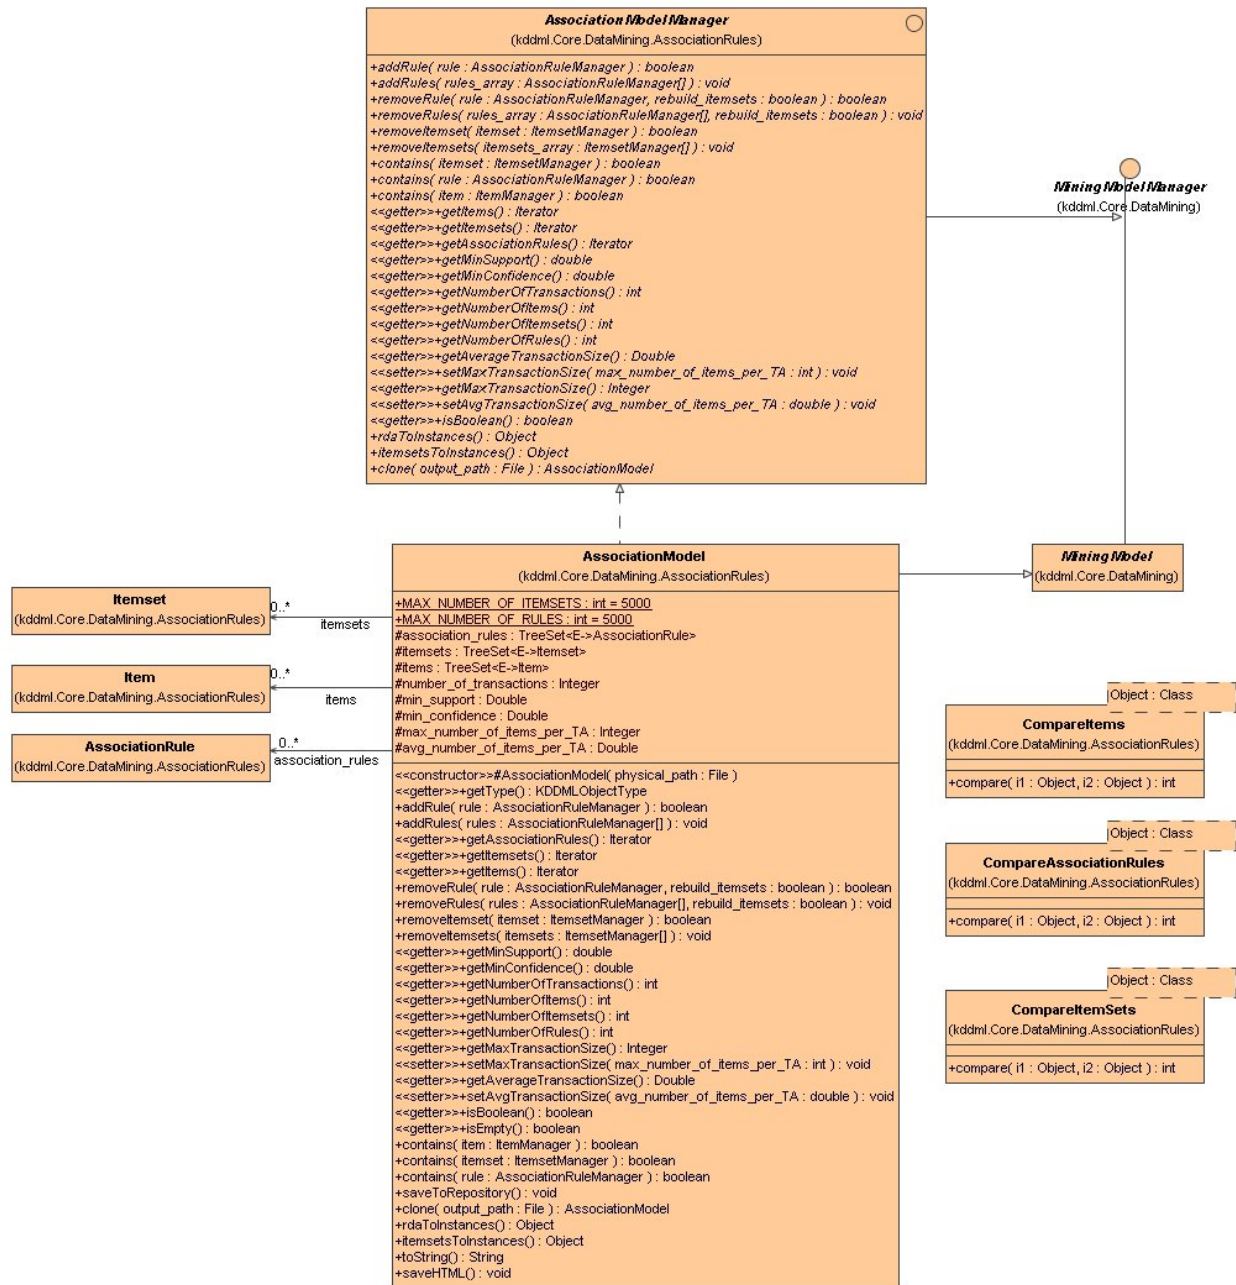 AssociationModelManager
(kddml.Core.DataMining.AssociationRules)
+addRule( rule : AssociationRuleManager ) : boolean
+addRules( rules_array : AssociationRuleManager[] ) : void
+removeRule( rule : AssociationRuleManager, rebuild_itemsets : boolean ) : boolean
+removeRules( rules_array : AssociationRuleManager[], rebuild_itemsets : boolean ) : void
+removeItemset( itemset : ItemsetManager ) : boolean
+removeItemsets( itemsets_array : ItemsetManager[] ) : void
+contains( itemset : ItemsetManager ) : boolean
+contains( rule : AssociationRuleManager ) : boolean
+contains( item : ItemManager ) : boolean
<<getter>>+getItems() : Iterator
<<getter>>+getItemsets() : Iterator
<<getter>>+getAssociationRules() : Iterator
<<getter>>+getMinSupport() : double
<<getter>>+getMinConfidence() : double
<<getter>>+getNumberOfTransactions() : int
<<getter>>+getNumberOfItems() : int
<<getter>>+getNumberOfItemsets() : int
<<getter>>+getNumberOfRules() : int
<<getter>>+getAverageTransactionSize() : Double
<<setter>>+setMaxTransactionSize( max_number_of_items_per_TA : int ) : void
<<getter>>+getMaxTransactionSize() : Integer
<<setter>>+setAvgTransactionSize( avg_number_of_items_per_TA : double ) : void
<<getter>>+isBoolean() : boolean
+rdaToInstances() : Object
+itemsetsToInstances() : Object
+clone( output_path : File ) : AssociationModel
MiningModelManager
(kddml.Core.DataMining)
AssociationModel
(kddml.Core.DataMining.AssociationRules)
+MAX_NUMBER_OF_ITEMSETS : int = 5000
+MAX_NUMBER_OF_RULES : int = 5000
#association_rules : TreeSet<E->AssociationRule>
#itemsets : TreeSet<E->Itemset>
#items : TreeSet<E->Item>
#number_of_transactions : Integer
#min_support : Double
#min_confidence : Double
#max_number_of_items_per_TA : Integer
#avg_number_of_items_per_TA : Double
<<constructor>>#AssociationModel( physical_path : File )
<<getter>>+getType() : KDDMLObjectType
+addRule( rule : AssociationRuleManager ) : boolean
+addRules( rules : AssociationRuleManager[] ) : void
<<getter>>+getAssociationRules() : Iterator
<<getter>>+getItemsets() : Iterator
<<getter>>+getItems() : Iterator
+removeRule( rule : AssociationRuleManager, rebuild_itemsets : boolean ) : boolean
+removeRules( rules : AssociationRuleManager[], rebuild_itemsets : boolean ) : void
+removeItemset( itemset : ItemsetManager ) : boolean
+removeItemsets( itemsets : ItemsetManager[] ) : void
<<getter>>+getMinSupport() : double
<<getter>>+getMinConfidence() : double
<<getter>>+getNumberOfTransactions() : int
<<getter>>+getNumberOfItems() : int
<<getter>>+getNumberOfItemsets() : int
<<getter>>+getNumberOfRules() : int
<<getter>>+getMaxTransactionSize() : Integer
<<setter>>+setMaxTransactionSize( max_number_of_items_per_TA : int ) : void
<<getter>>+getAverageTransactionSize() : Double
<<setter>>+setAvgTransactionSize( avg_number_of_items_per_TA : double ) : void
<<getter>>+isBoolean() : boolean
<<getter>>+isEmpty() : boolean
+contains( item : ItemManager ) : boolean
+contains( itemset : ItemsetManager ) : boolean
+contains( rule : AssociationRuleManager ) : boolean
+saveToRepository() : void
+clone( output_path : File ) : AssociationModel
+rdaToInstances() : Object
+itemsetsToInstances() : Object
+toString() : String
+saveHTML() : void
MiningModel
(kddml.Core.DataMining)
Itemset
(kddml.Core.DataMining.AssociationRules)
0..*
itemsets
Item
(kddml.Core.DataMining.AssociationRules)
0..*
items
AssociationRule
(kddml.Core.DataMining.AssociationRules)
0..*
association_rules
Object : Class
CompareItems
(kddml.Core.DataMining.AssociationRules)
+compare( i1 : Object, i2 : Object ) : int
Object : Class
CompareAssociationRules
(kddml.Core.DataMining.AssociationRules)
+compare( i1 : Object, i2 : Object ) : int
Object : Class
CompareItemSets
(kddml.Core.DataMining.AssociationRules)
+compare( i1 : Object, i2 : Object ) : int